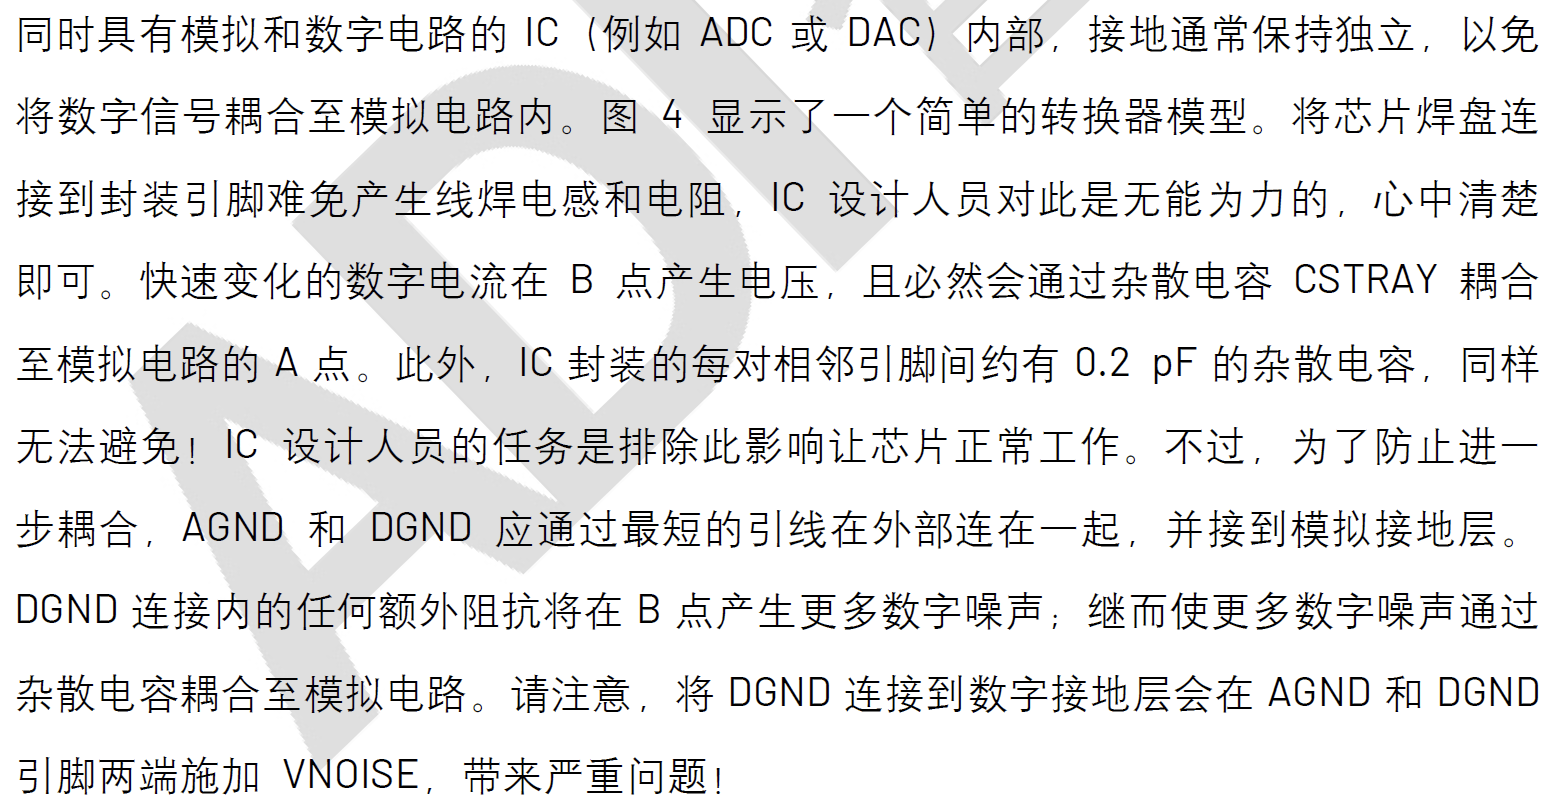 同时具有模拟和数字电路的 IC（例如 ADC 或 DAC）内部，接地通常保持独立，以免
将数字信号耦合至模拟电路内。图 4 显示了一个简单的转换器模型。将芯片焊盘连
接到封装引脚难免产生线焊电感和电阻，IC 设计人员对此是无能为力的，心中清楚
即可。快速变化的数字电流在 B 点产生电压，且必然会通过杂散电容 CSTRAY 耦合
至模拟电路的 A 点。此外，IC 封装的每对相邻引脚间约有 0.2 pF 的杂散电容，同样
无法避免！IC 设计人员的任务是排除此影响让芯片正常工作。不过，为了防止进一
步耦合，AGND 和 DGND 应通过最短的引线在外部连在一起，并接到模拟接地层。
DGND 连接内的任何额外阻抗将在 B 点产生更多数字噪声；继而使更多数字噪声通过
杂散电容耦合至模拟电路。请注意，将 DGND 连接到数字接地层会在 AGND 和 DGND
引脚两端施加 VNOISE，带来严重问题！
ADI